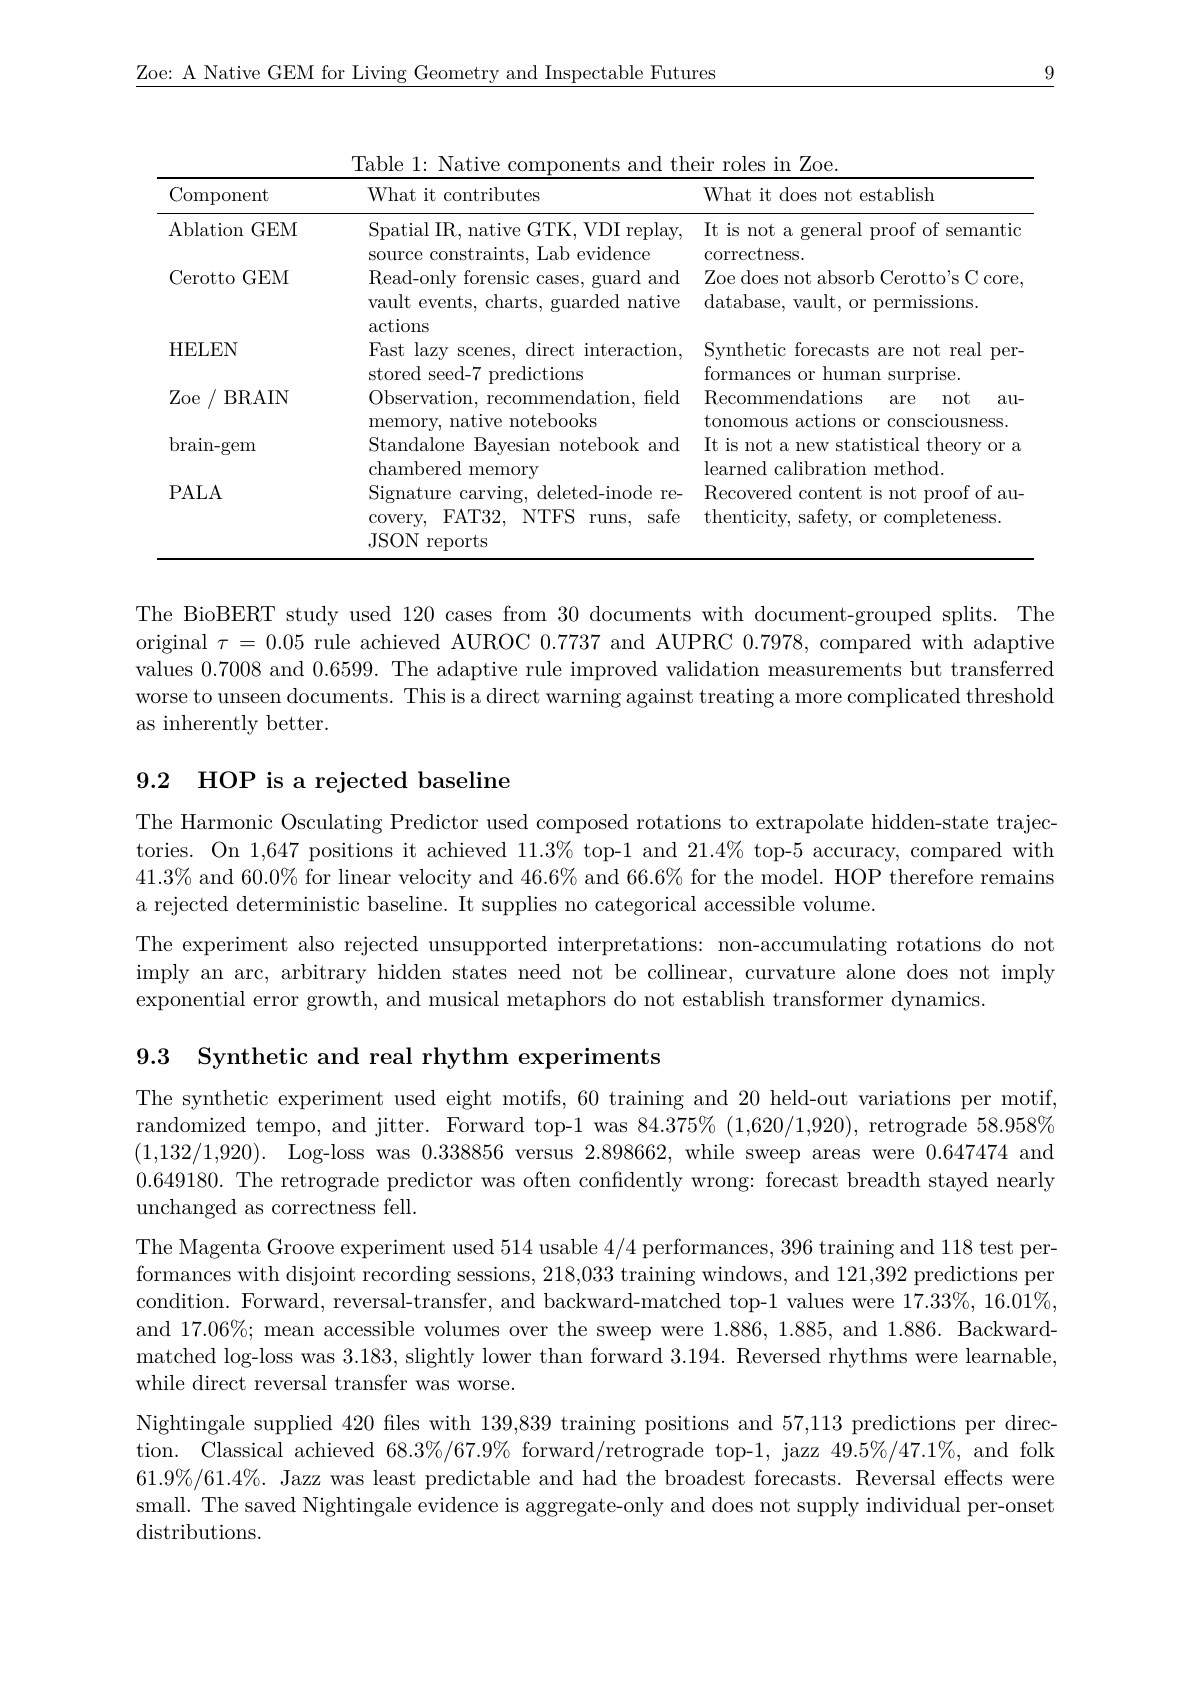 Zoe: A Native GEM for Living Geometry and Inspectable Futures 9
Table 1: Native components and their roles in Zoe.
Component What it contributes What it does not establish
Ablation GEM Spatial IR, native GTK, VDI replay, It is not a general proof of semantic
source constraints, Lab evidence correctness.
Cerotto GEM Read-only forensic cases, guard and Zoe does not absorb Cerotto's C core,
vault events, charts, guarded native database, vault, or permissions.
actions
HELEN Fast lazy scenes, direct interaction, Synthetic forecasts are not real per-
stored seed-7 predictions formances or human surprise.
Zoe / BRAIN Observation, recommendation, field Recommendations are not au-
memory, native notebooks tonomous actions or consciousness.
brain-gem Standalone Bayesian notebook and It is not a new statistical theory or a
chambered memory learned calibration method.
PALA Signature carving, deleted-inode re- Recovered content is not proof of au-
covery, FAT32, NTFS runs, safe thenticity, safety, or completeness.
JSON reports
The BioBERT study used 120 cases from 30 documents with document-grouped splits. The
original τ = 0.05 rule achieved AUROC 0.7737 and AUPRC 0.7978, compared with adaptive
values 0.7008 and 0.6599. The adaptive rule improved validation measurements but transferred
worse to unseen documents. This is a direct warning against treating a more complicated threshold
as inherently better.
9.2 HOP is a rejected baseline
The Harmonic Osculating Predictor used composed rotations to extrapolate hidden-state trajec-
tories. On 1,647 positions it achieved 11.3% top-1 and 21.4% top-5 accuracy, compared with
41.3% and 60.0% for linear velocity and 46.6% and 66.6% for the model. HOP therefore remains
a rejected deterministic baseline. It supplies no categorical accessible volume.
The experiment also rejected unsupported interpretations: non-accumulating rotations do not
imply an arc, arbitrary hidden states need not be collinear, curvature alone does not imply
exponential error growth, and musical metaphors do not establish transformer dynamics.
9.3 Synthetic and real rhythm experiments
The synthetic experiment used eight motifs, 60 training and 20 held-out variations per motif,
randomized tempo, and jitter. Forward top-1 was 84.375% (1,620/1,920), retrograde 58.958%
(1,132/1,920). Log-loss was 0.338856 versus 2.898662, while sweep areas were 0.647474 and
0.649180. The retrograde predictor was often confidently wrong: forecast breadth stayed nearly
unchanged as correctness fell.
The Magenta Groove experiment used 514 usable 4/4 performances, 396 training and 118 test per-
formances with disjoint recording sessions, 218,033 training windows, and 121,392 predictions per
condition. Forward, reversal-transfer, and backward-matched top-1 values were 17.33%, 16.01%,
and 17.06%; mean accessible volumes over the sweep were 1.886, 1.885, and 1.886. Backward-
matched log-loss was 3.183, slightly lower than forward 3.194. Reversed rhythms were learnable,
while direct reversal transfer was worse.
Nightingale supplied 420 files with 139,839 training positions and 57,113 predictions per direc-
tion. Classical achieved 68.3%/67.9% forward/retrograde top-1, jazz 49.5%/47.1%, and folk
61.9%/61.4%. Jazz was least predictable and had the broadest forecasts. Reversal effects were
small. The saved Nightingale evidence is aggregate-only and does not supply individual per-onset
distributions.